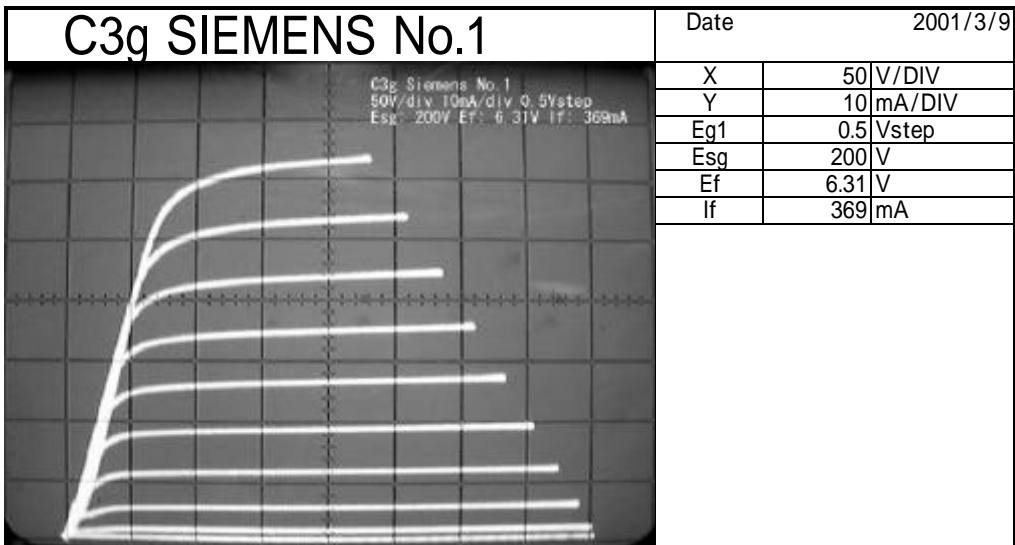 C3g SIEMENS No.1
Date 2001/3/9
C3g Siemens No.1
50V/div 10mA/div 0.5Vstep
Esg: 200V Ef: 6.31V If: 369mA
X 50 V/DIV
Y 10 mA/DIV
Eg1 0.5 Vstep
Esg 200 V
Ef 6.31 V
If 369 mA